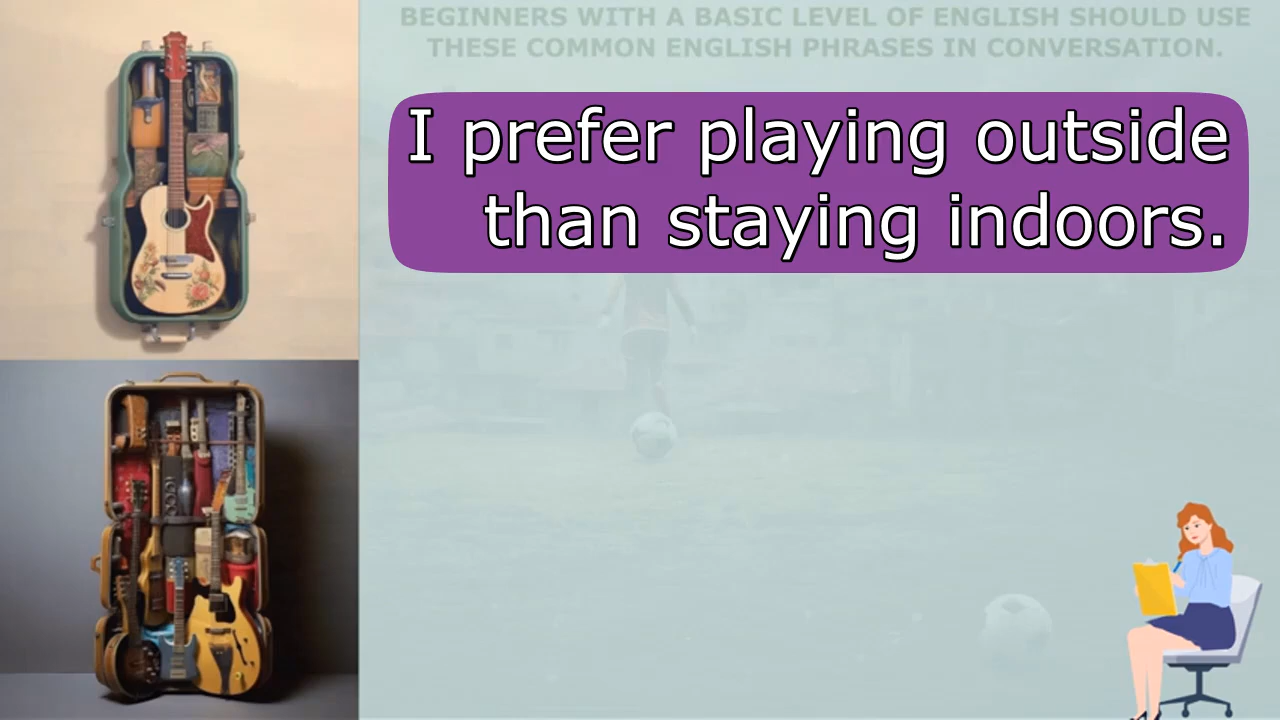 BEGINNERS WITH A BASIC LEVEL OF ENGLISH SHOULD USE
THESE COMMON ENGLISH PHRASES IN CONVERSATION.
I prefer playing outside
than staying indoors.